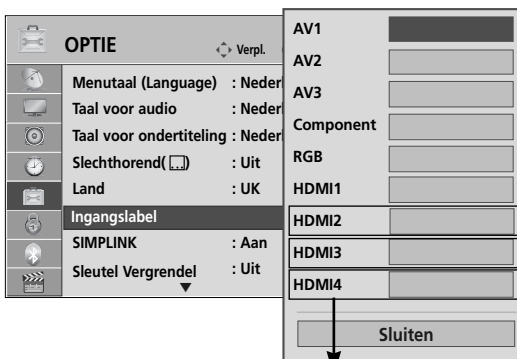 OPTIE
Verpl.
Menutaal (Language) : Neder
Taal voor audio : Neder
Taal voor ondertiteling : Neder
Slechthorend( ) : Uit
Land : UK
Ingangslabel
SIMPLINK : Aan
Sleutel Vergrendel : Uit
AV1
AV2
AV3
Component
RGB
HDMI1
HDMI2
HDMI3
HDMI4
Sluiten